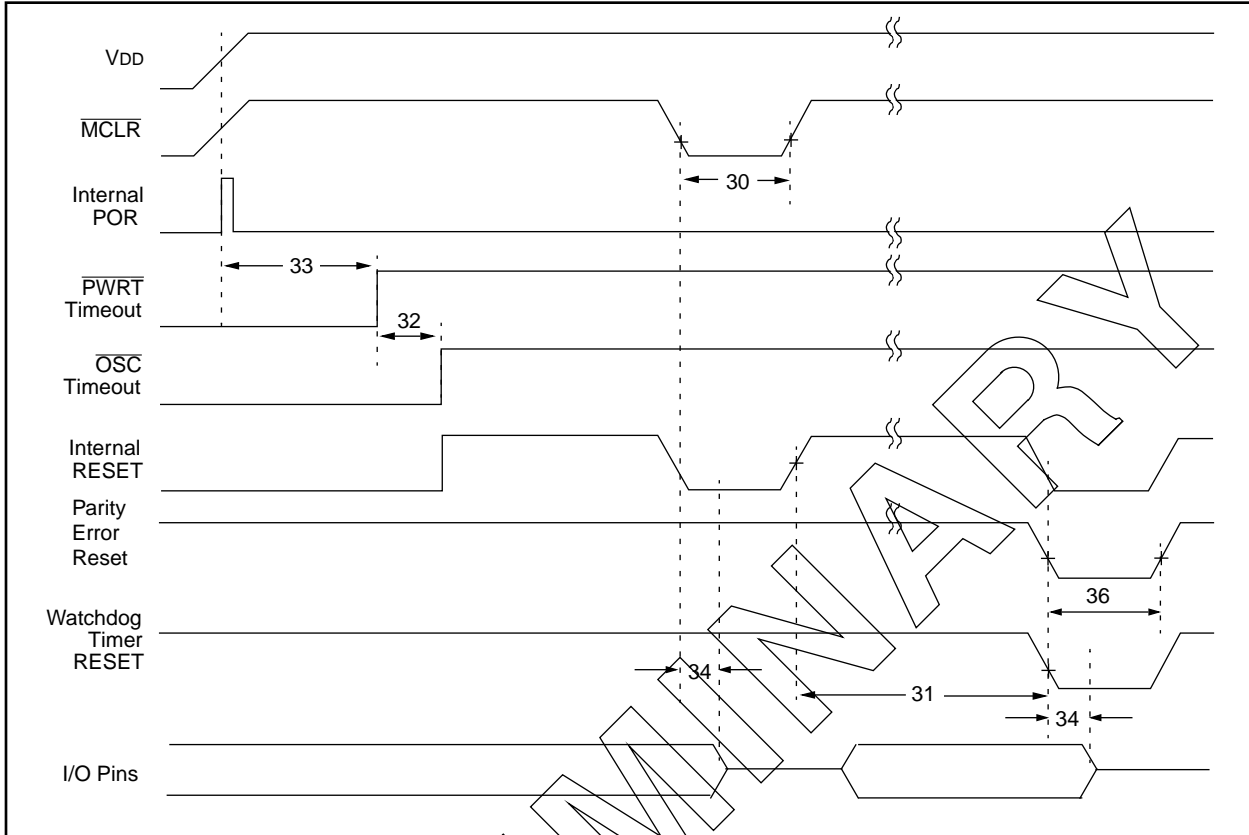 VDD
MCLR
30
Internal
POR
33
PWRT
Timeout
32
OSC
Timeout
Internal
RESET
Parity
Error
Reset
36
Watchdog
Timer
RESET
34
31
34
I/O Pins
MINARY